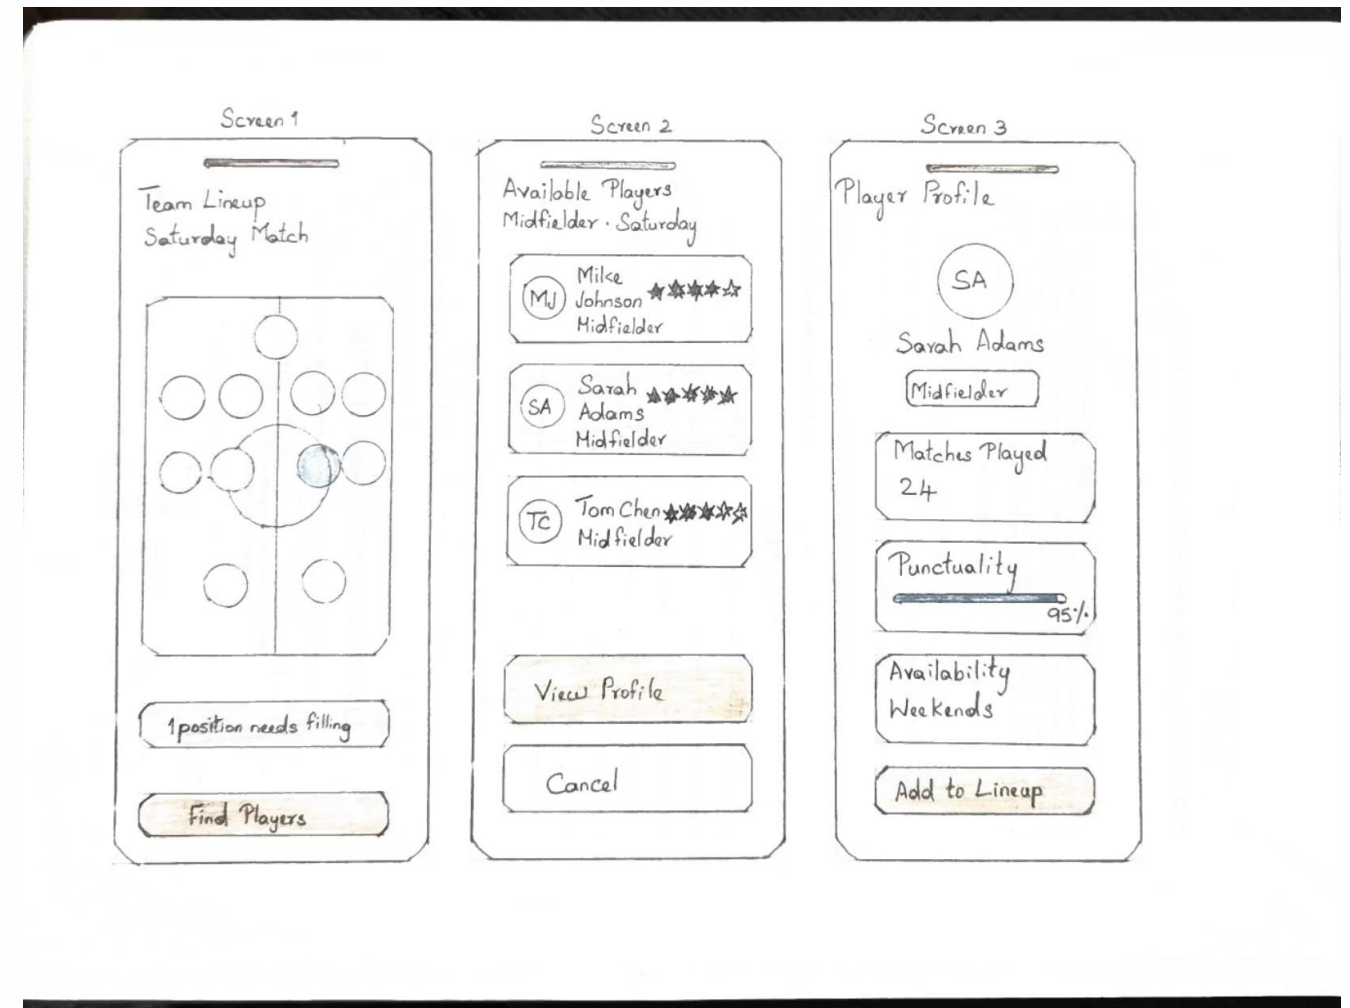 Screen 1
Team Lineup
Saturday Match
1 position needs filling
Find Players
Screen 2
Available Players
Midfielder · Saturday
MJ
Mike
Johnson
Midfielder
SA
Sarah
Adams
Midfielder
TC
Tom Chen
Midfielder
View Profile
Cancel
Screen 3
Player Profile
SA
Sarah Adams
Midfielder
Matches Played
24
Punctuality
95%
Availability
Weekends
Add to Lineup